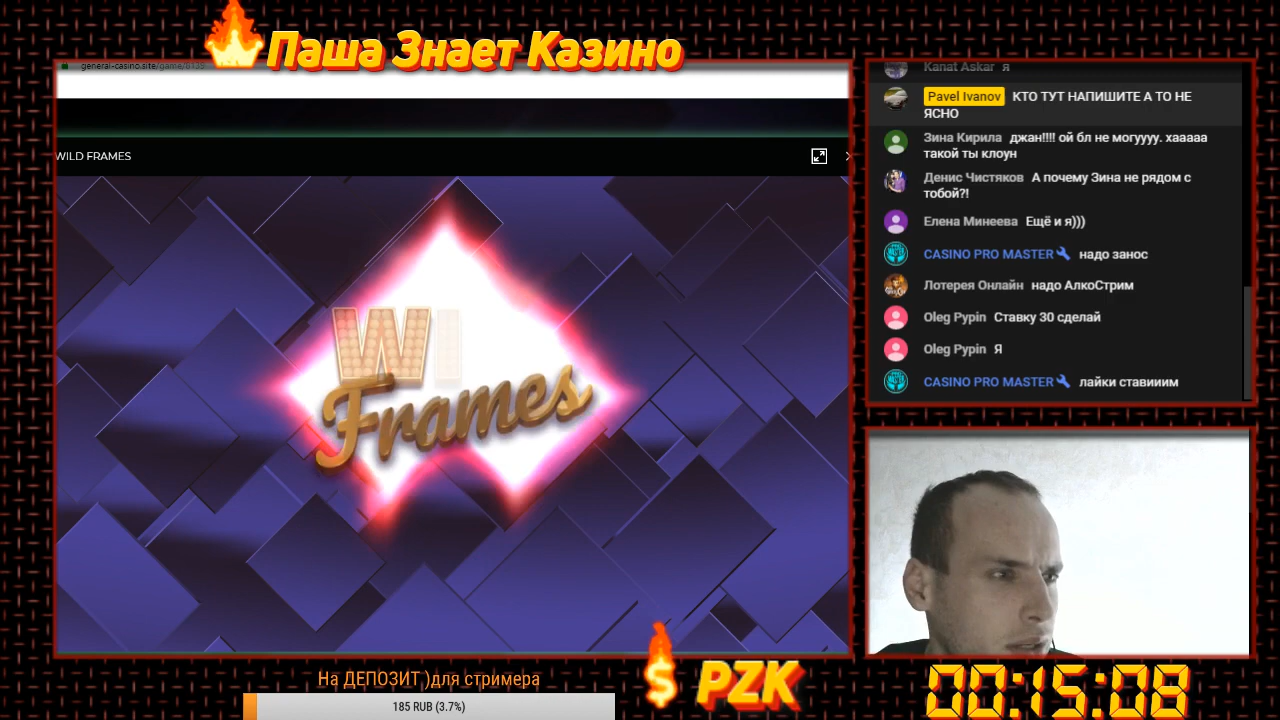 Паша Знает Казино
general-casino.site/game/6135
WILD FRAMES
WI
Frames
Kanat Askar я
Pavel Ivanov КТО ТУТ НАПИШИТЕ А ТО НЕ
ЯСНО
Зина Кирила джан!!!! ой бл не могуууу. хааааа
такой ты клоун
Денис Чистяков А почему Зина не рядом с
тобой?!
Елена Минеева Ещё и я)))
CASINO PRO MASTER надо занос
Лотерея Онлайн надо АлкоСтрим
Oleg Pypin Ставку 30 сделай
Oleg Pypin Я
CASINO PRO MASTER лайки ставииим
На ДЕПОЗИТ )для стримера
185 RUB (3.7%)
$ PZK
00:15:08